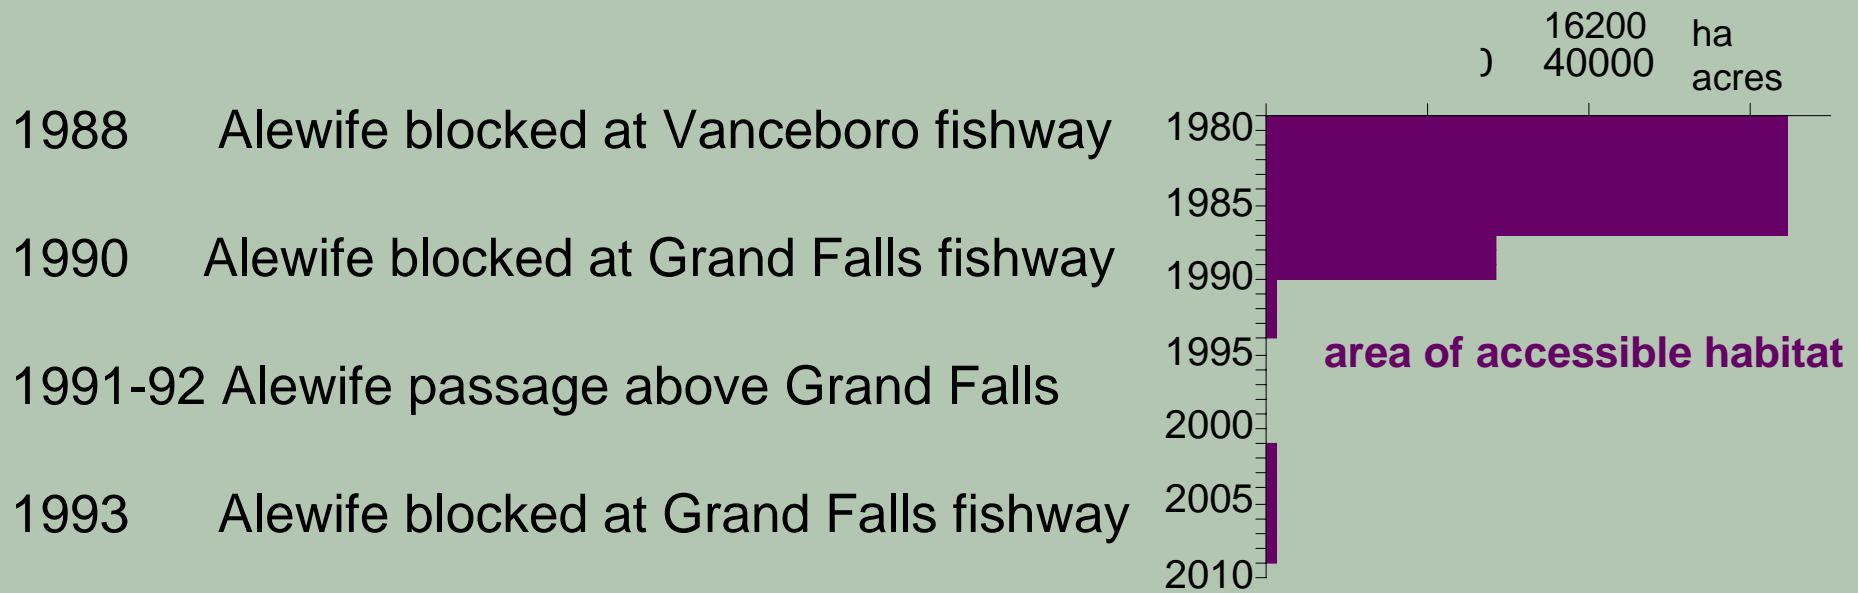 16200 ha
40000 acres
1988 Alewife blocked at Vanceboro fishway
1990 Alewife blocked at Grand Falls fishway
1991-92 Alewife passage above Grand Falls
1993 Alewife blocked at Grand Falls fishway
1980
1985
1990
1995
2000
2005
2010
area of accessible habitat